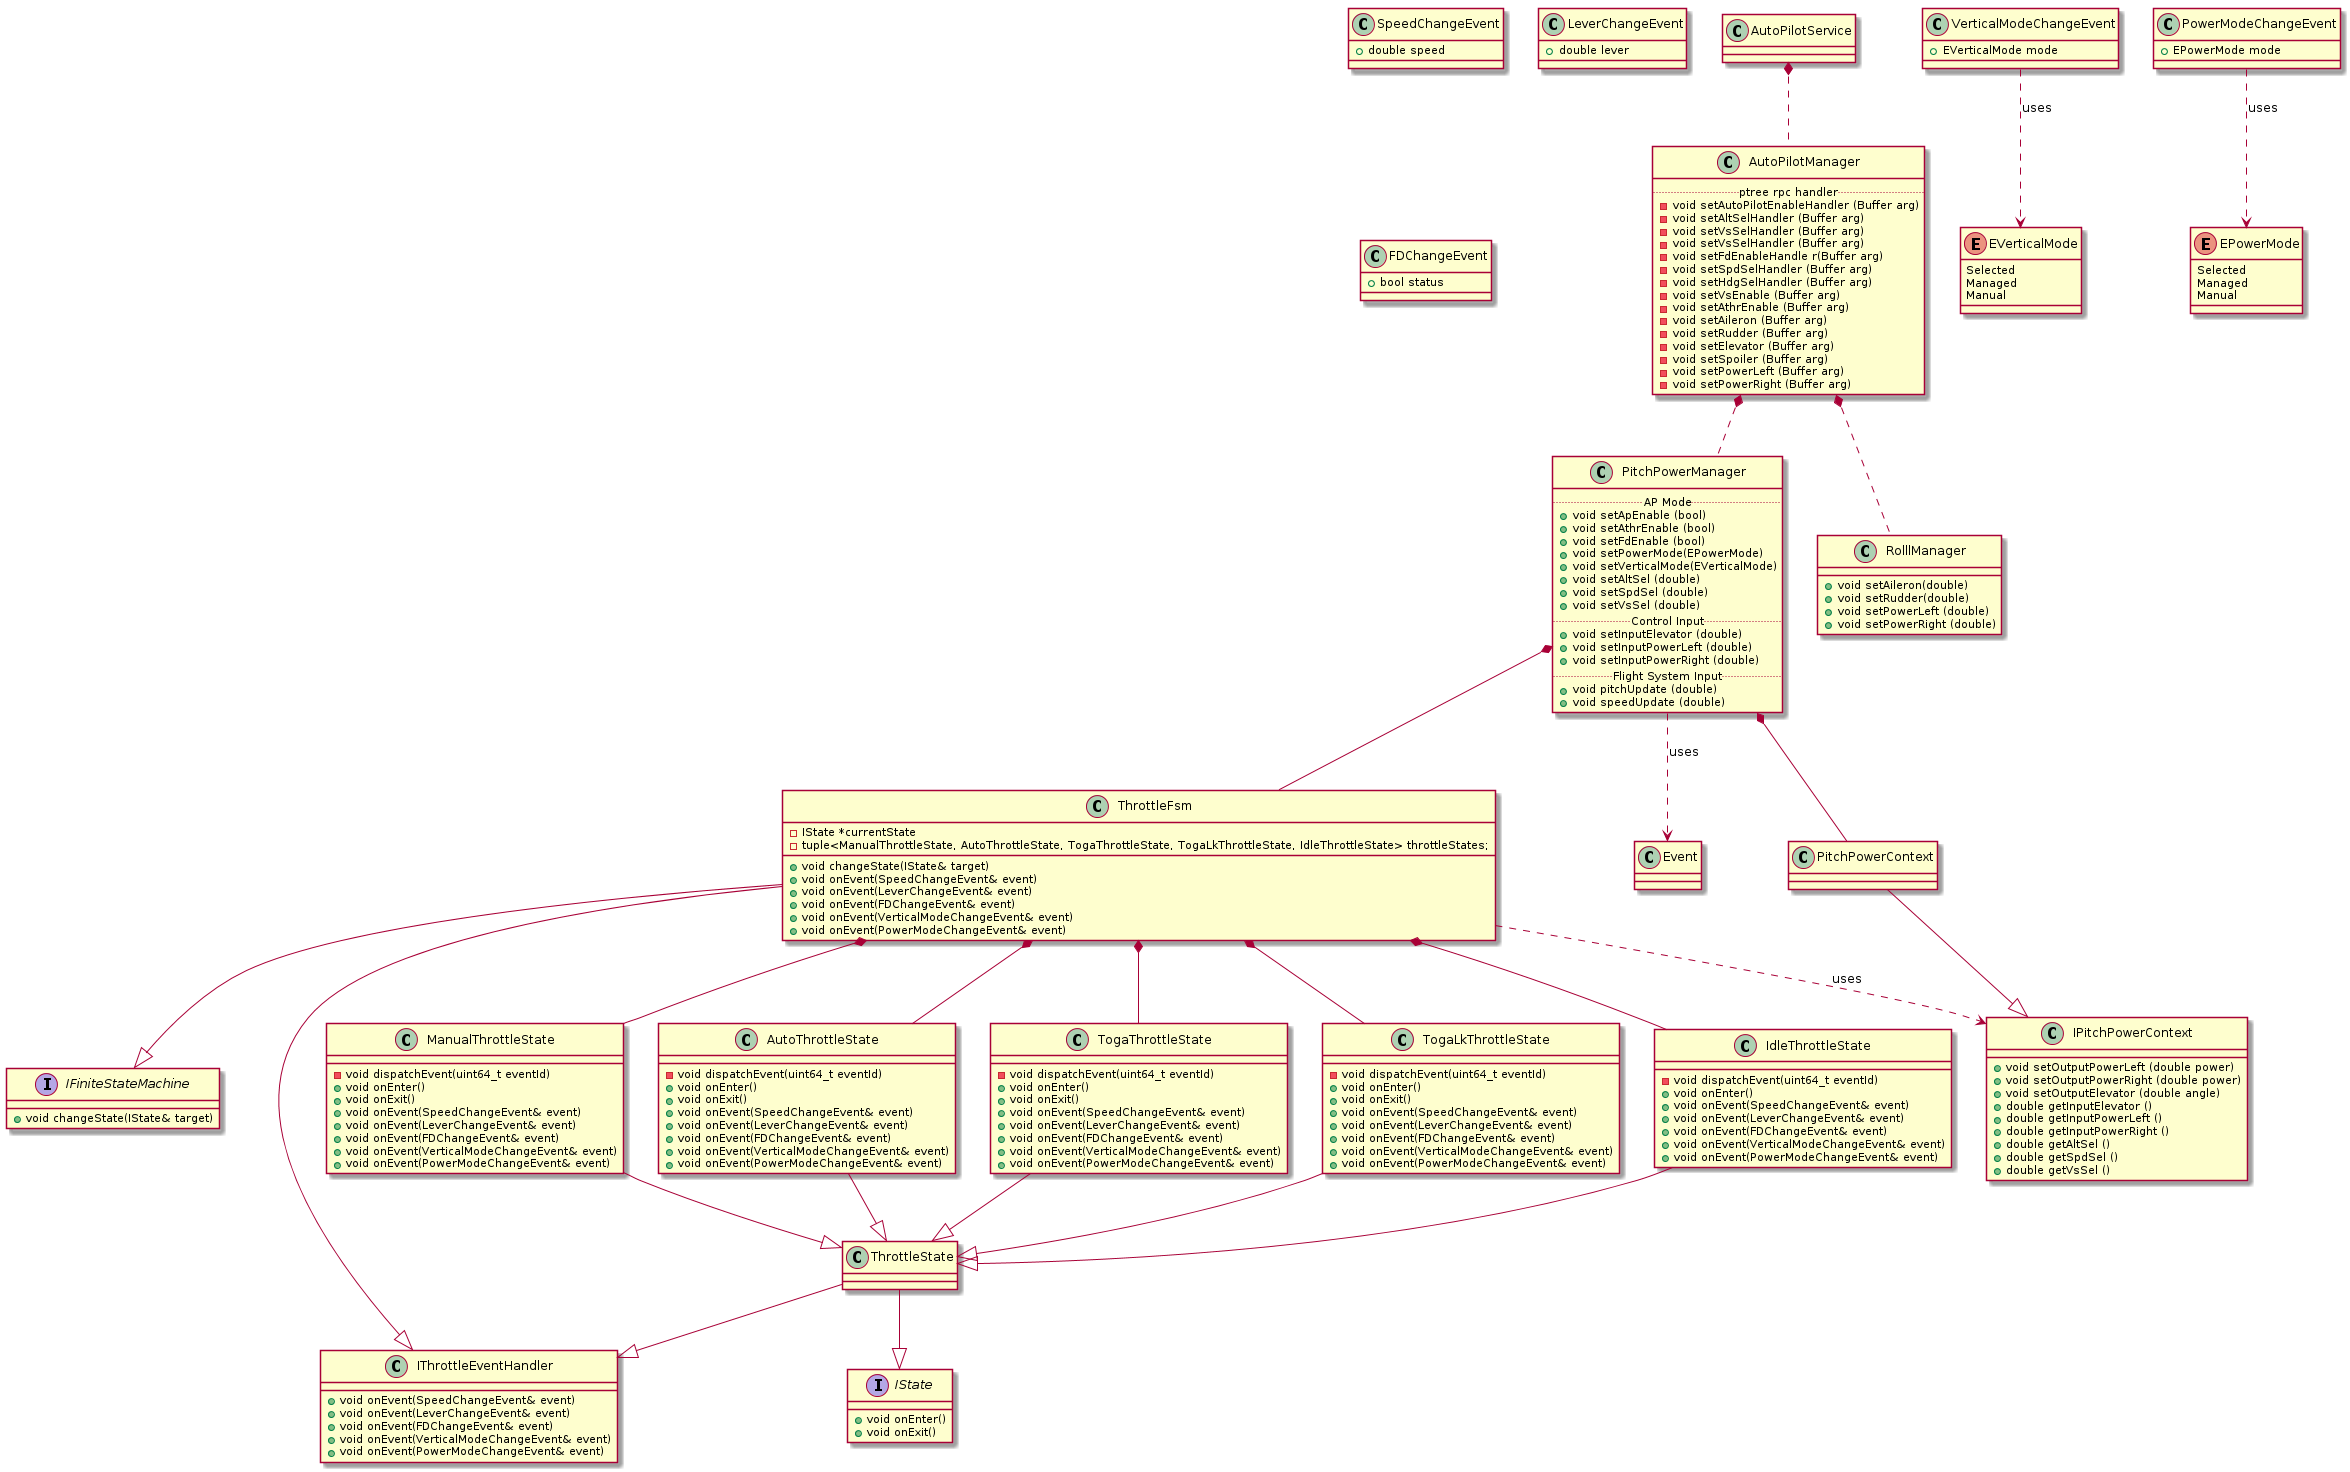 SpeedChangeEvent
double speed
LeverChangeEvent
double lever
AutoPilotService
VerticalModeChangeEvent
EVerticalMode mode
PowerModeChangeEvent
EPowerMode mode
uses
uses
AutoPilotManager
ptree rpc handler
void setAutoPilotEnableHandler (Buffer arg)
void setAltSelHandler (Buffer arg)
void setVsSelHandler (Buffer arg)
void setVsSelHandler (Buffer arg)
void setFdEnableHandle r(Buffer arg)
void setSpdSelHandler (Buffer arg)
void setHdgSelHandler (Buffer arg)
void setVsEnable (Buffer arg)
void setAthrEnable (Buffer arg)
void setAileron (Buffer arg)
void setRudder (Buffer arg)
void setElevator (Buffer arg)
void setSpoiler (Buffer arg)
void setPowerLeft (Buffer arg)
void setPowerRight (Buffer arg)
FDChangeEvent
bool status
EVerticalMode
Selected
Managed
Manual
EPowerMode
Selected
Managed
Manual
PitchPowerManager
AP Mode
void setApEnable (bool)
void setAthrEnable (bool)
void setFdEnable (bool)
void setPowerMode(EPowerMode)
void setVerticalMode(EVerticalMode)
void setAltSel (double)
void setSpdSel (double)
void setVsSel (double)
Control Input
void setInputElevator (double)
void setInputPowerLeft (double)
void setInputPowerRight (double)
Flight System Input
void pitchUpdate (double)
void speedUpdate (double)
RolllManager
void setAileron(double)
void setRudder(double)
void setPowerLeft (double)
void setPowerRight (double)
uses
ThrottleFsm
IState *currentState
tuple<ManualThrottleState, AutoThrottleState, TogaThrottleState, TogaLkThrottleState, IdleThrottleState> throttleStates;
void changeState(IState& target)
void onEvent(SpeedChangeEvent& event)
void onEvent(LeverChangeEvent& event)
void onEvent(FDChangeEvent& event)
void onEvent(VerticalModeChangeEvent& event)
void onEvent(PowerModeChangeEvent& event)
Event
PitchPowerContext
uses
IFiniteStateMachine
void changeState(IState& target)
ManualThrottleState
void dispatchEvent(uint64_t eventId)
void onEnter()
void onExit()
void onEvent(SpeedChangeEvent& event)
void onEvent(LeverChangeEvent& event)
void onEvent(FDChangeEvent& event)
void onEvent(VerticalModeChangeEvent& event)
void onEvent(PowerModeChangeEvent& event)
AutoThrottleState
void dispatchEvent(uint64_t eventId)
void onEnter()
void onExit()
void onEvent(SpeedChangeEvent& event)
void onEvent(LeverChangeEvent& event)
void onEvent(FDChangeEvent& event)
void onEvent(VerticalModeChangeEvent& event)
void onEvent(PowerModeChangeEvent& event)
TogaThrottleState
void dispatchEvent(uint64_t eventId)
void onEnter()
void onExit()
void onEvent(SpeedChangeEvent& event)
void onEvent(LeverChangeEvent& event)
void onEvent(FDChangeEvent& event)
void onEvent(VerticalModeChangeEvent& event)
void onEvent(PowerModeChangeEvent& event)
TogaLkThrottleState
void dispatchEvent(uint64_t eventId)
void onEnter()
void onExit()
void onEvent(SpeedChangeEvent& event)
void onEvent(LeverChangeEvent& event)
void onEvent(FDChangeEvent& event)
void onEvent(VerticalModeChangeEvent& event)
void onEvent(PowerModeChangeEvent& event)
IdleThrottleState
void dispatchEvent(uint64_t eventId)
void onEnter()
void onEvent(SpeedChangeEvent& event)
void onEvent(LeverChangeEvent& event)
void onEvent(FDChangeEvent& event)
void onEvent(VerticalModeChangeEvent& event)
void onEvent(PowerModeChangeEvent& event)
IPitchPowerContext
void setOutputPowerLeft (double power)
void setOutputPowerRight (double power)
void setOutputElevator (double angle)
double getInputElevator ()
double getInputPowerLeft ()
double getInputPowerRight ()
double getAltSel ()
double getSpdSel ()
double getVsSel ()
ThrottleState
IThrottleEventHandler
void onEvent(SpeedChangeEvent& event)
void onEvent(LeverChangeEvent& event)
void onEvent(FDChangeEvent& event)
void onEvent(VerticalModeChangeEvent& event)
void onEvent(PowerModeChangeEvent& event)
IState
void onEnter()
void onExit()